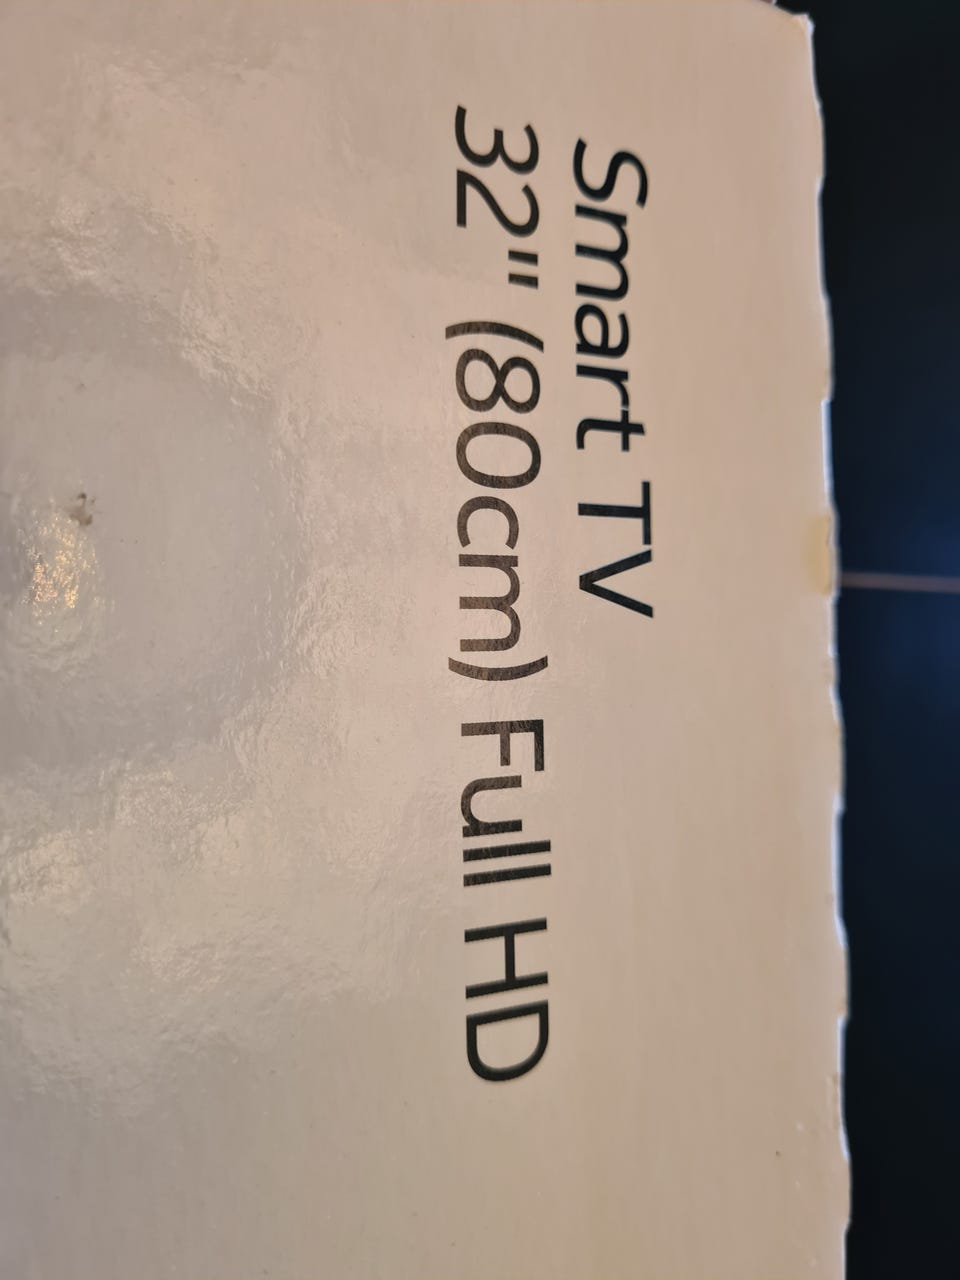 Smart TV
32" (80cm) Full HD